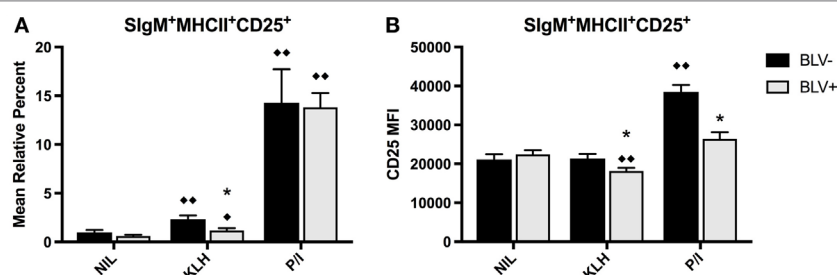 A
SIgM+MHCII+CD25+
Mean Relative Percent
20
15
10
5
0
◆◆
*
◆
◆◆
◆◆
NIL
KLH
P/I
B
SIgM+MHCII+CD25+
CD25 MFI
50000
40000
30000
20000
10000
0
*
◆◆
◆◆
*
NIL
KLH
P/I
BLV-
BLV+